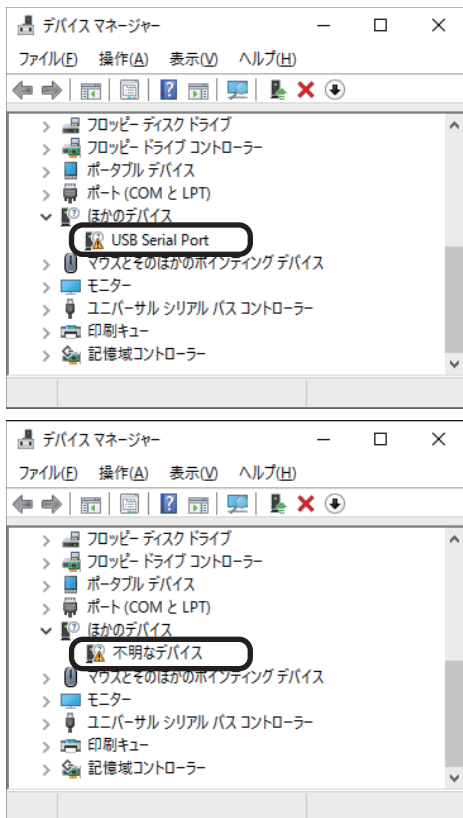 デバイス マネージャー
ファイル(F) 操作(A) 表示(V) ヘルプ(H)
フロッピー ディスク ドライブ
フロッピー ドライブ コントローラー
ポータブル デバイス
ポート (COM と LPT)
ほかのデバイス
USB Serial Port
マウスとそのほかのポインティング デバイス
モニター
ユニバーサル シリアル バス コントローラー
印刷キュー
記憶域コントローラー
デバイス マネージャー
ファイル(F) 操作(A) 表示(V) ヘルプ(H)
フロッピー ディスク ドライブ
フロッピー ドライブ コントローラー
ポータブル デバイス
ポート (COM と LPT)
ほかのデバイス
不明なデバイス
マウスとそのほかのポインティング デバイス
モニター
ユニバーサル シリアル バス コントローラー
印刷キュー
記憶域コントローラー